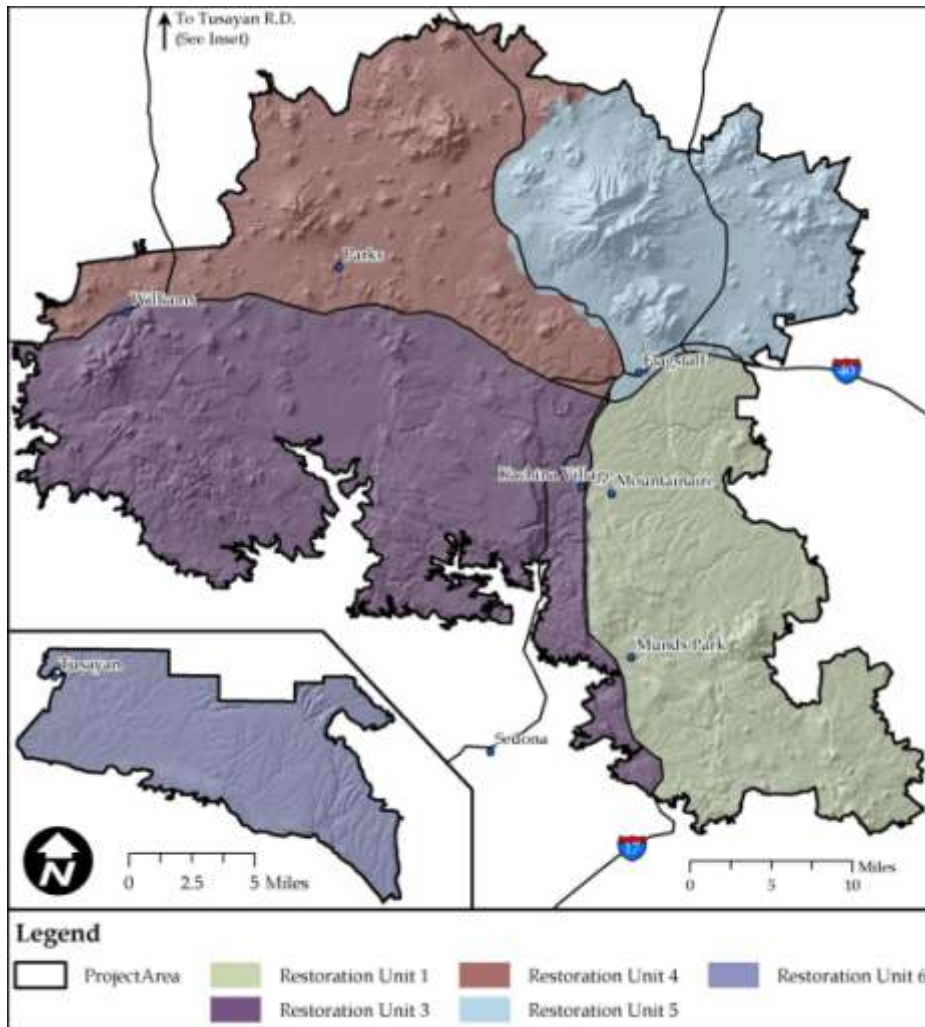 To Tusayan R.D.
(See Inset)
Parks
Williams
Flagstaff
40
Kachina Village
Mountainaire
Munds Park
Tusayan
Sedona
17
N
0 2.5 5 Miles
0 5 10
Miles
Legend
ProjectArea
Restoration Unit 1
Restoration Unit 4
Restoration Unit 6
Restoration Unit 3
Restoration Unit 5